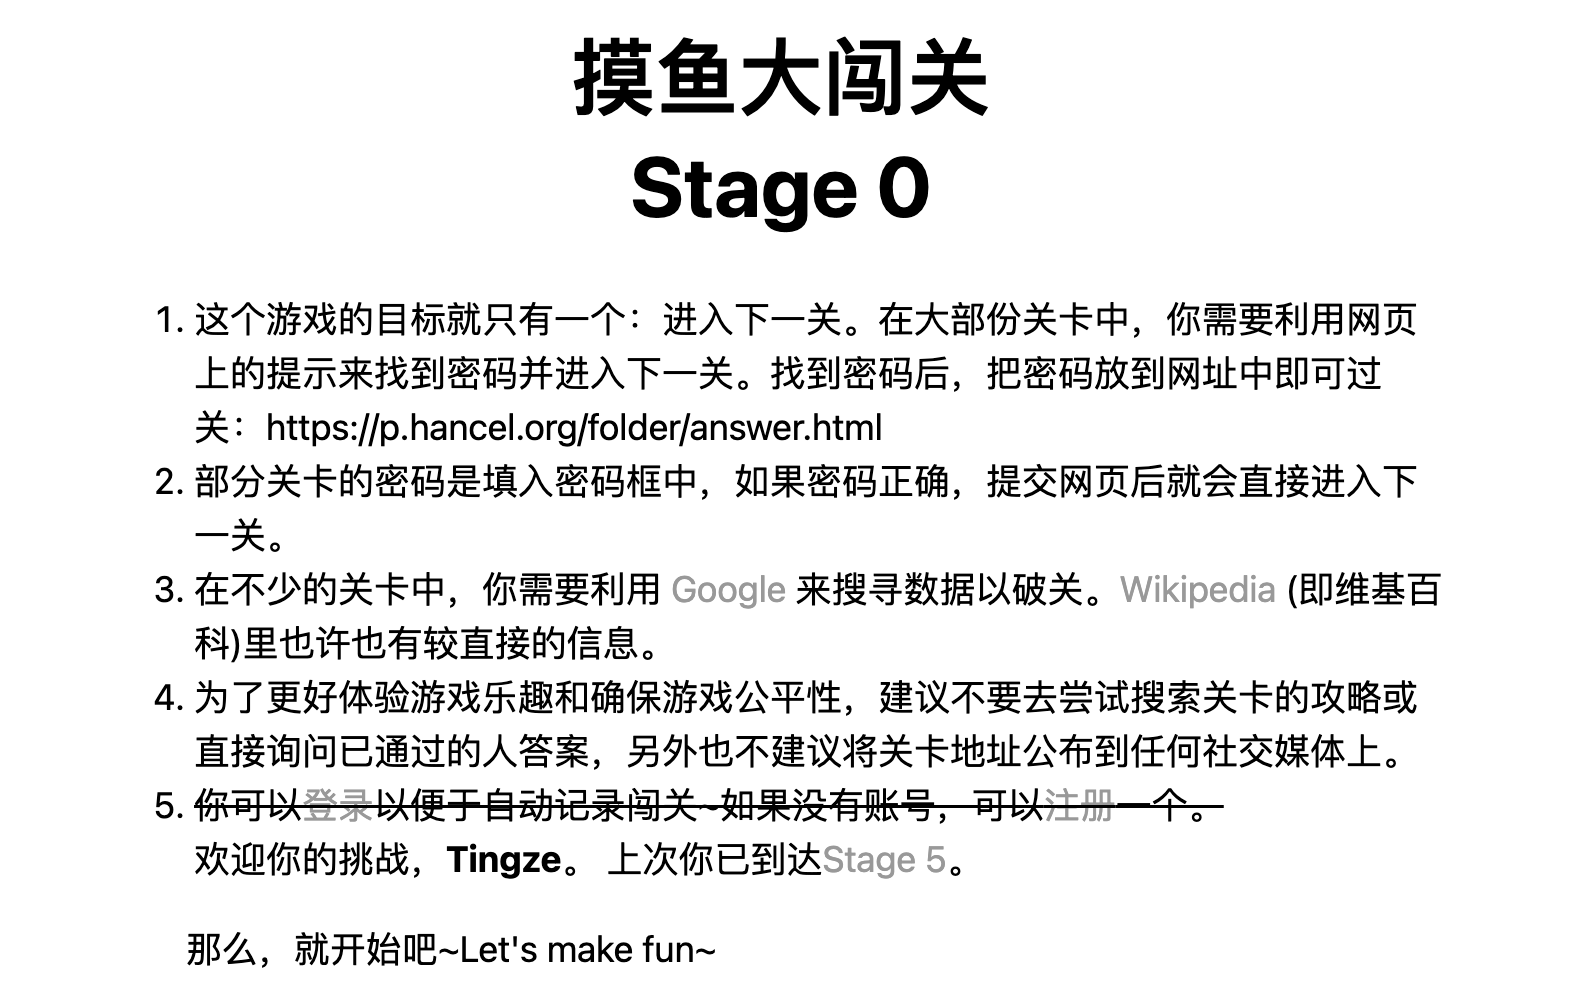 摸鱼大闯关
Stage 0
1. 这个游戏的目标就只有一个：进入下一关。在大部份关卡中，你需要利用网页
上的提示来找到密码并进入下一关。找到密码后，把密码放到网址中即可过
关：https://p.hancel.org/folder/answer.html
2. 部分关卡的密码是填入密码框中，如果密码正确，提交网页后就会直接进入下
一关。
3. 在不少的关卡中，你需要利用 Google 来搜寻数据以破关。Wikipedia (即维基百
科)里也许也有较直接的信息。
4. 为了更好体验游戏乐趣和确保游戏公平性，建议不要去尝试搜索关卡的攻略或
直接询问已通过的人答案，另外也不建议将关卡地址公布到任何社交媒体上。
5. 你可以登录以便于自动记录闯关~如果没有账号，可以注册一个。
欢迎你的挑战，Tingze。 上次你已到达Stage 5。
那么，就开始吧~Let's make fun~